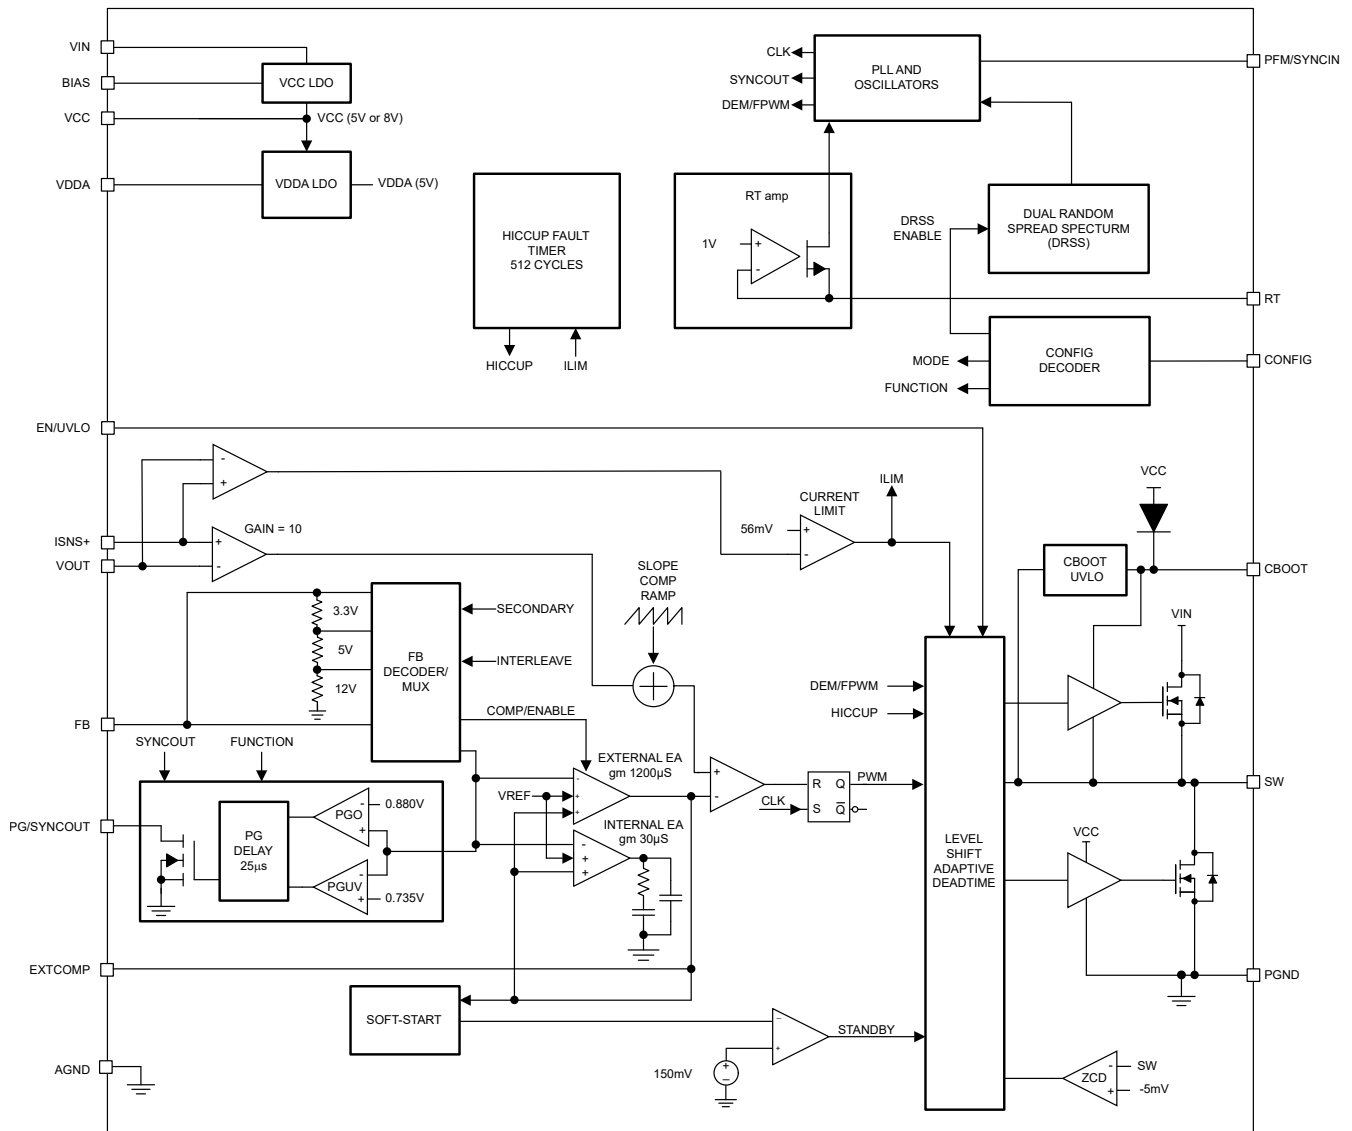 VIN
BIAS
VCC
VDDA
VCC LDO
VCC (5V or 8V)
VDDA LDO
VDDA (5V)
HICCUP FAULT
TIMER
512 CYCLES
HICCUP
ILIM
CLK
SYNCOUT
DEM/FPWM
PLL AND
OSCILLATORS
PFM/SYNCIN
RT amp
1V
+
-
DRSS
ENABLE
DUAL RANDOM
SPREAD SPECTURM
(DRSS)
RT
MODE
FUNCTION
CONFIG
DECODER
CONFIG
EN/UVLO
-
+
ISNS+
VOUT
GAIN = 10
+
-
56mV
CURRENT
LIMIT
+
-
ILIM
VCC
CBOOT
UVLO
CBOOT
SLOPE
COMP
RAMP
3.3V
5V
12V
FB
DECODER/
MUX
SECONDARY
INTERLEAVE
COMP/ENABLE
FB
VIN
DEM/FPWM
HICCUP
SYNCOUT
FUNCTION
EXTERNAL EA
gm 1200µS
-
+
+
VREF
INTERNAL EA
gm 30µS
-
+
+
+
-
R
Q
S
Q
PWM
CLK
SW
PG/SYNCOUT
PG
DELAY
25µs
PGO
-
+
0.880V
PGUV
-
+
0.735V
LEVEL
SHIFT
ADAPTIVE
DEADTIME
VCC
EXTCOMP
PGND
SOFT-START
–
+
STANDBY
150mV
+
–
ZCD
-
+
SW
-5mV
AGND